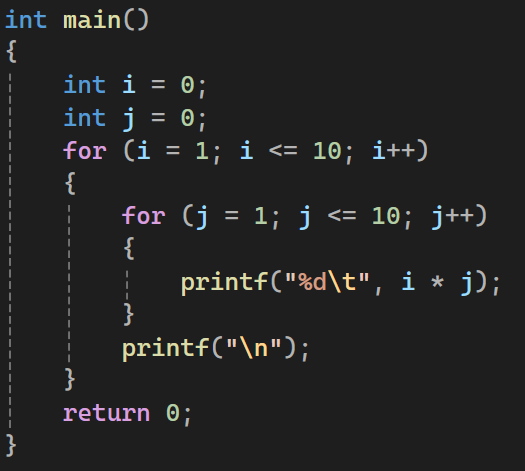 int main()
{
    int i = 0;
    int j = 0;
    for (i = 1; i <= 10; i++)
    {
        for (j = 1; j <= 10; j++)
        {
            printf("%d\t", i * j);
        }
        printf("\n");
    }
    return 0;
}